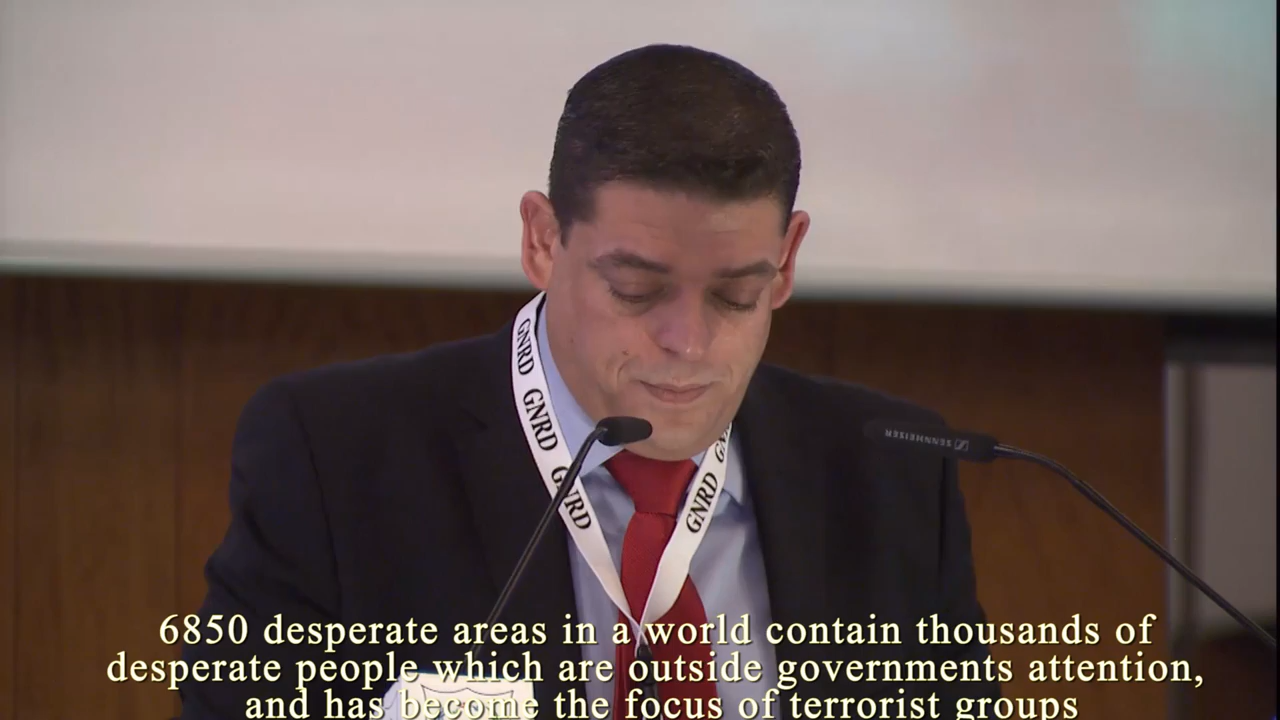 GNRD
GNRD
GNRD
GNRD
SENNHEISER
6850 desperate areas in a world contain thousands of
desperate people which are outside governments attention,
and has become the focus of terrorist groups